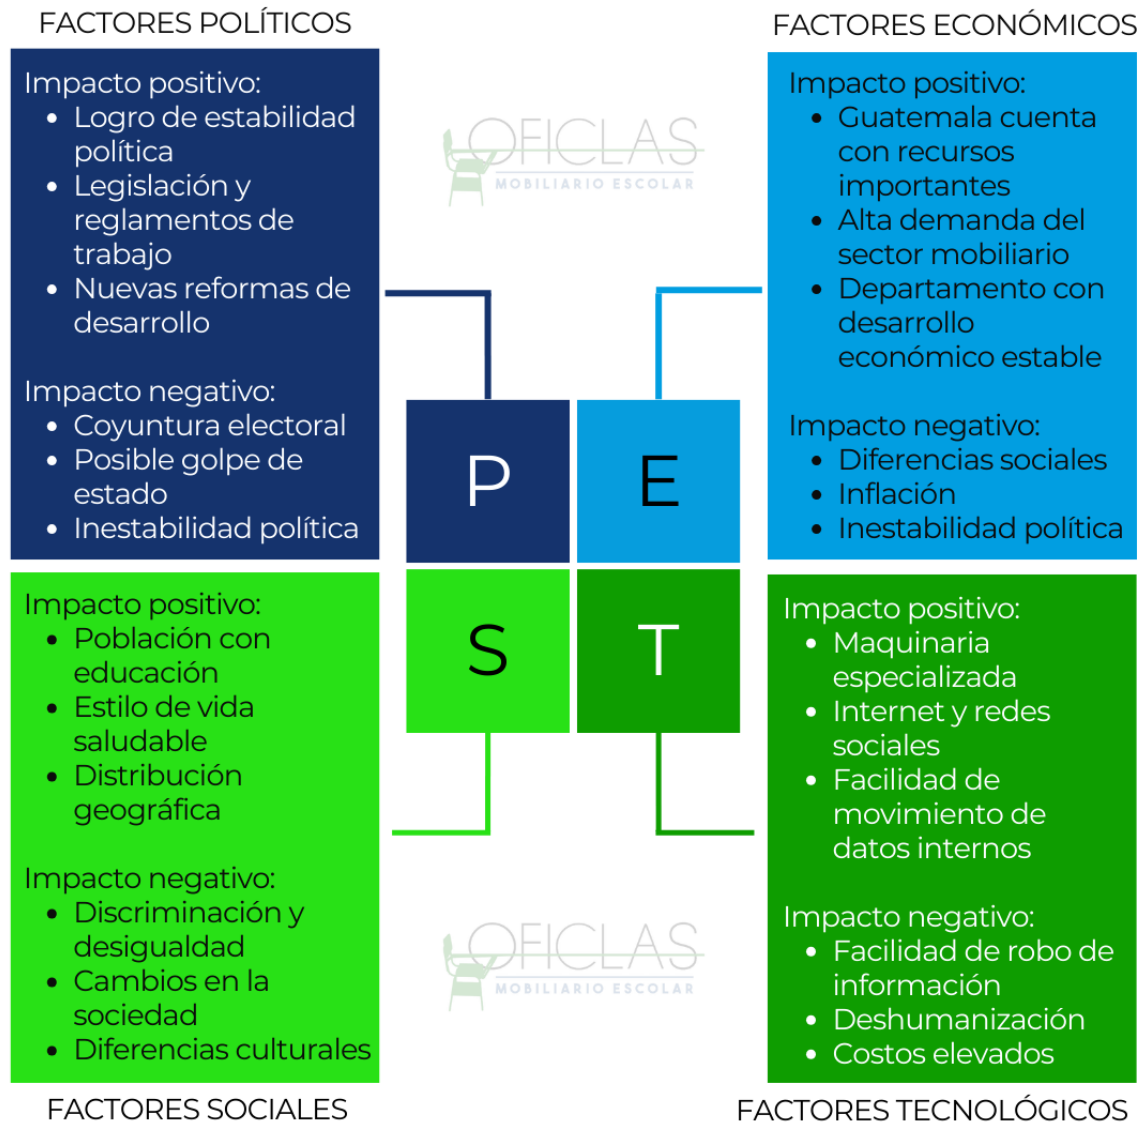 FACTORES POLÍTICOS
Impacto positivo:
• Logro de estabilidad
política
• Legislación y
reglamentos de
trabajo
• Nuevas reformas de
desarrollo
Impacto negativo:
• Coyuntura electoral
• Posible golpe de
estado
• Inestabilidad política
FACTORES ECONÓMICOS
Impacto positivo:
• Guatemala cuenta
con recursos
importantes
• Alta demanda del
sector mobiliario
• Departamento con
desarrollo
económico estable
Impacto negativo:
• Diferencias sociales
• Inflación
• Inestabilidad política
OFICLAS
MOBILIARIO ESCOLAR
P
E
S
T
Impacto positivo:
• Población con
educación
• Estilo de vida
saludable
• Distribución
geográfica
Impacto negativo:
• Discriminación y
desigualdad
• Cambios en la
sociedad
• Diferencias culturales
FACTORES SOCIALES
Impacto positivo:
• Maquinaria
especializada
• Internet y redes
sociales
• Facilidad de
movimiento de
datos internos
Impacto negativo:
• Facilidad de robo de
información
• Deshumanización
• Costos elevados
FACTORES TECNOLÓGICOS
OFICLAS
MOBILIARIO ESCOLAR